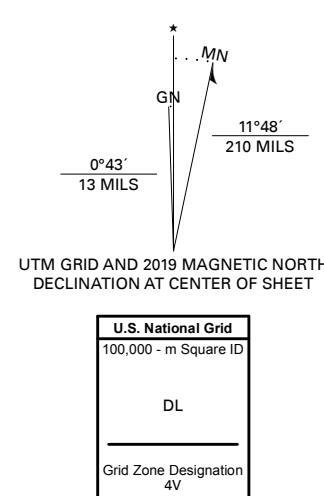 ★
MN
GN
11°48´
210 MILS
0°43´
13 MILS
UTM GRID AND 2019 MAGNETIC NORTH
DECLINATION AT CENTER OF SHEET
U.S. National Grid
100,000 - m Square ID
DL
Grid Zone Designation
4V